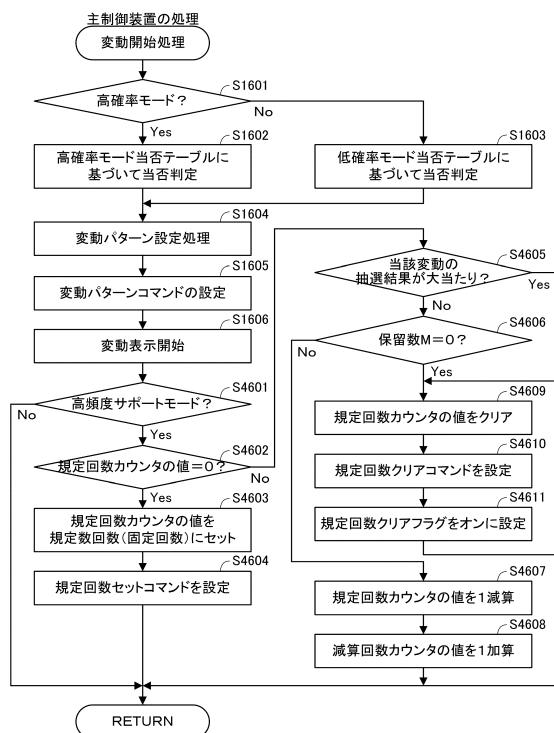 主制御装置の処理
変動開始処理
S1601
高確率モード?
No
Yes
S1602
高確率モード当否テーブルに
基づいて当否判定
S1603
低確率モード当否テーブルに
基づいて当否判定
S1604
変動パターン設定処理
S1605
変動パターンコマンドの設定
S1606
変動表示開始
S4601
高頻度サポートモード?
No
Yes
S4602
規定回数カウンタの値=0?
No
Yes
S4603
規定回数カウンタの値を
規定数回数(固定回数)にセット
S4604
規定回数セットコマンドを設定
S4605
当該変動の
抽選結果が大当たり?
Yes
No
S4606
保留数M=0?
No
Yes
S4609
規定回数カウンタの値をクリア
S4610
規定回数クリアコマンドを設定
S4611
規定回数クリアフラグをオンに設定
S4607
規定回数カウンタの値を1減算
S4608
減算回数カウンタの値を1加算
RETURN